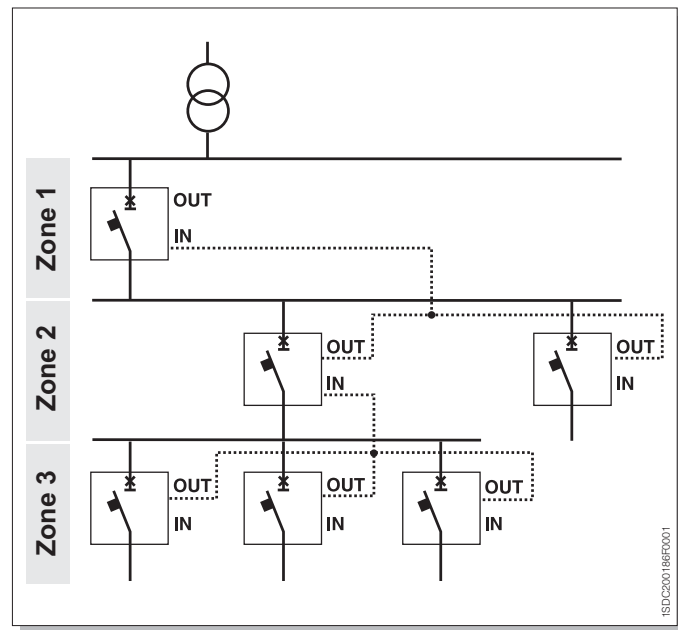 Zone 1
OUT
IN
Zone 2
OUT
IN
OUT
IN
Zone 3
OUT
IN
OUT
IN
OUT
IN
1SDC200186F0001